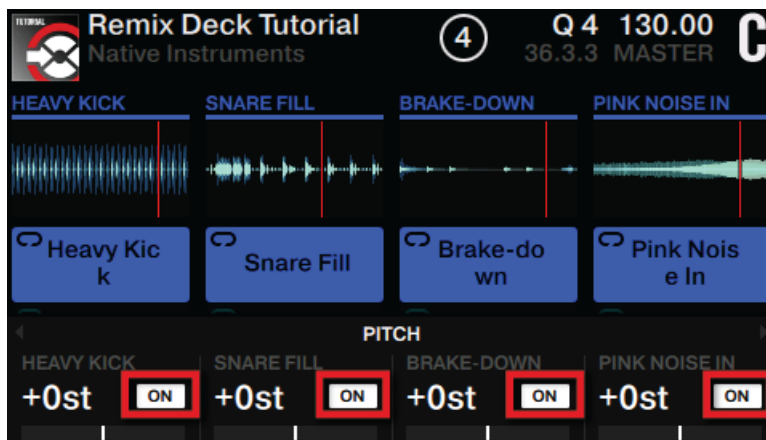 TUTORIAL
Remix Deck Tutorial
Native Instruments
4
Q 4 130.00
36.3.3 MASTER
C
HEAVY KICK SNARE FILL BRAKE-DOWN PINK NOISE IN
Heavy Kic
k
Snare Fill
Brake-do
wn
Pink Nois
e In
PITCH
HEAVY KICK SNARE FILL BRAKE-DOWN PINK NOISE IN
+0st ON +0st ON +0st ON +0st ON